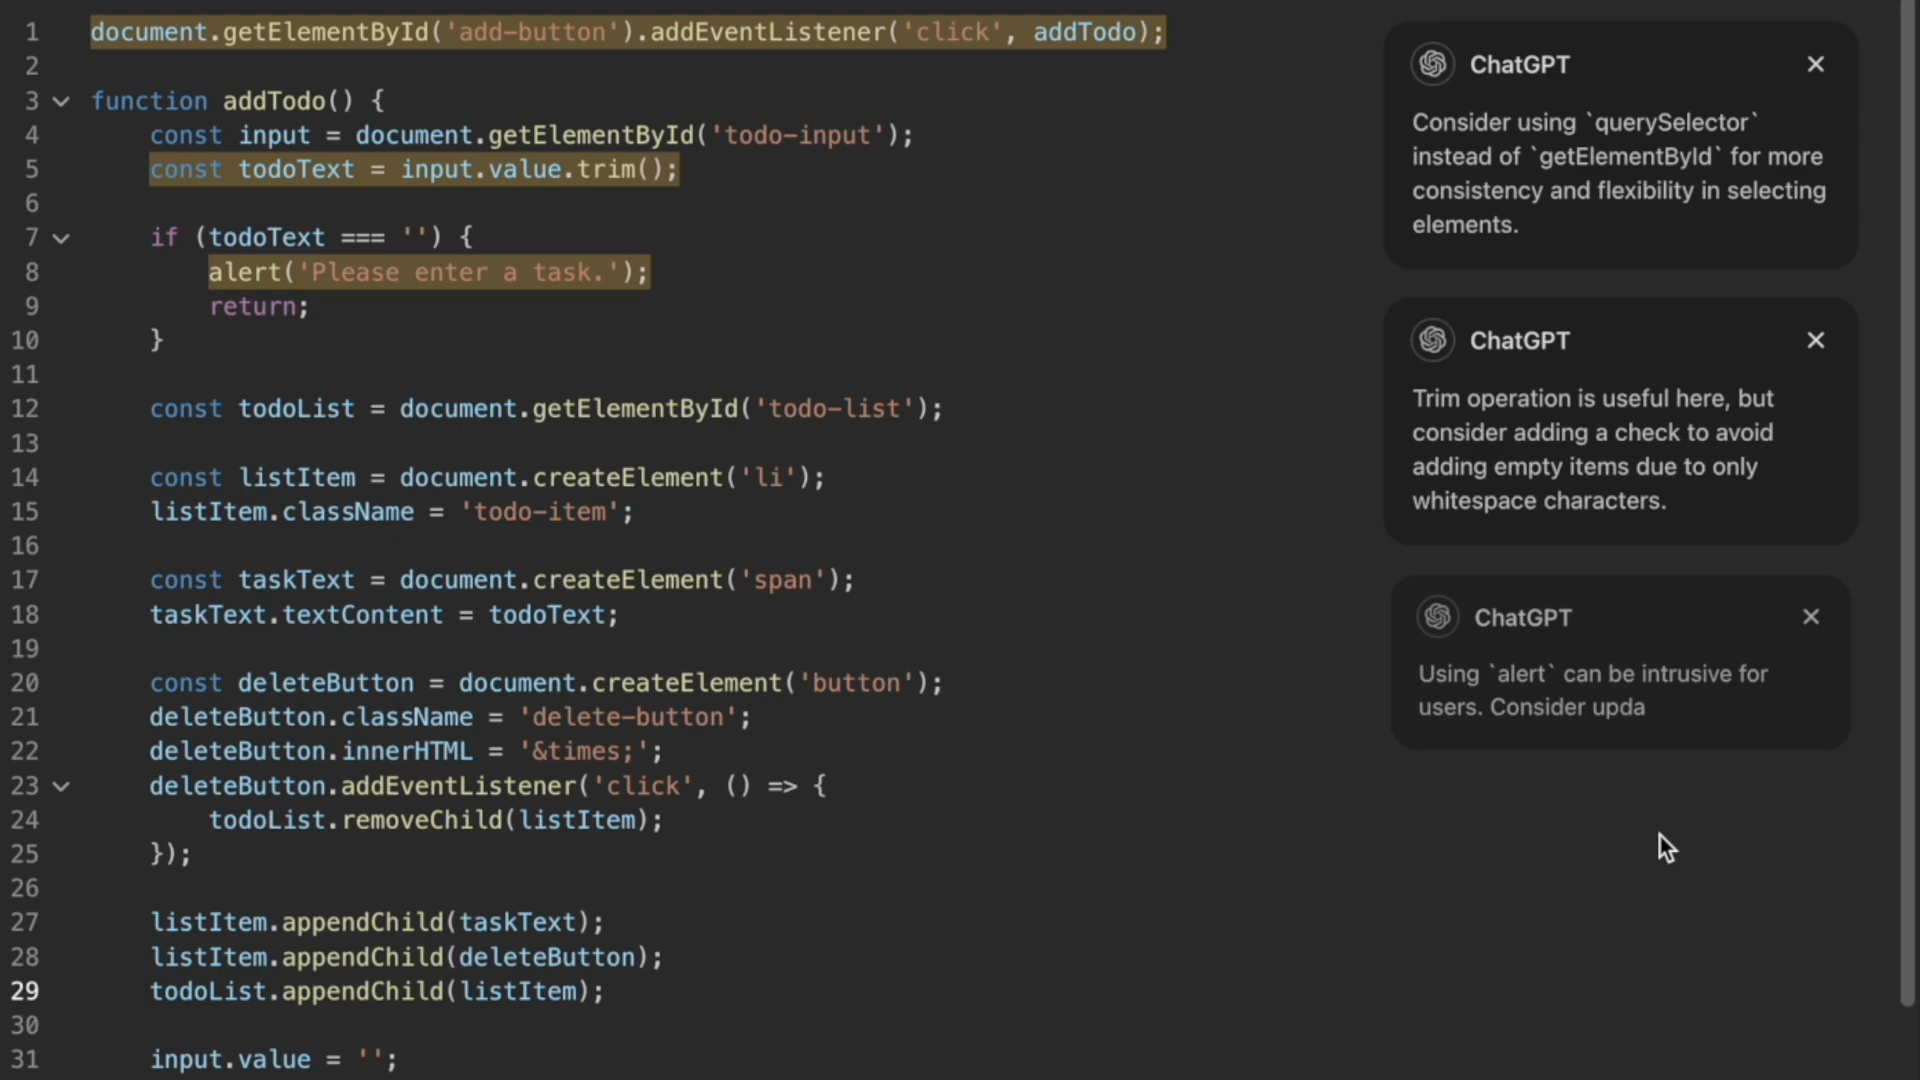 1 document.getElementById('add-button').addEventListener('click', addTodo);
2
3 function addTodo() {
4     const input = document.getElementById('todo-input');
5     const todoText = input.value.trim();
6
7     if (todoText === '') {
8         alert('Please enter a task.');
9         return;
10     }
11
12     const todoList = document.getElementById('todo-list');
13
14     const listItem = document.createElement('li');
15     listItem.className = 'todo-item';
16
17     const taskText = document.createElement('span');
18     taskText.textContent = todoText;
19
20     const deleteButton = document.createElement('button');
21     deleteButton.className = 'delete-button';
22     deleteButton.innerHTML = '&times;';
23     deleteButton.addEventListener('click', () => {
24         todoList.removeChild(listItem);
25     });
26
27     listItem.appendChild(taskText);
28     listItem.appendChild(deleteButton);
29     todoList.appendChild(listItem);
30
31     input.value = '';
ChatGPT
Consider using `querySelector`
instead of `getElementById` for more
consistency and flexibility in selecting
elements.
ChatGPT
Trim operation is useful here, but
consider adding a check to avoid
adding empty items due to only
whitespace characters.
ChatGPT
Using `alert` can be intrusive for
users. Consider upda